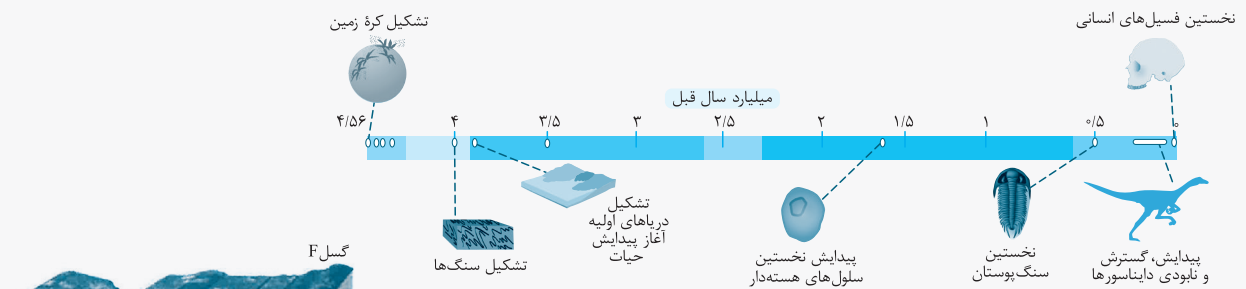 نخستین فسیل‌های انسانی
تشکیل کرهٔ زمین
میلیارد سال قبل
۰ ۰/۵ ۱ ۱/۵ ۲ ۲/۵ ۳ ۳/۵ ۴ ۴/۵۶
پیدایش، گسترش
و نابودی دایناسورها
نخستین
سنگ‌پوستان
پیدایش نخستین
سلول‌های هسته‌دار
تشکیل
دریاهای اولیه
آغاز پیدایش
حیات
تشکیل سنگ‌ها
گسل F